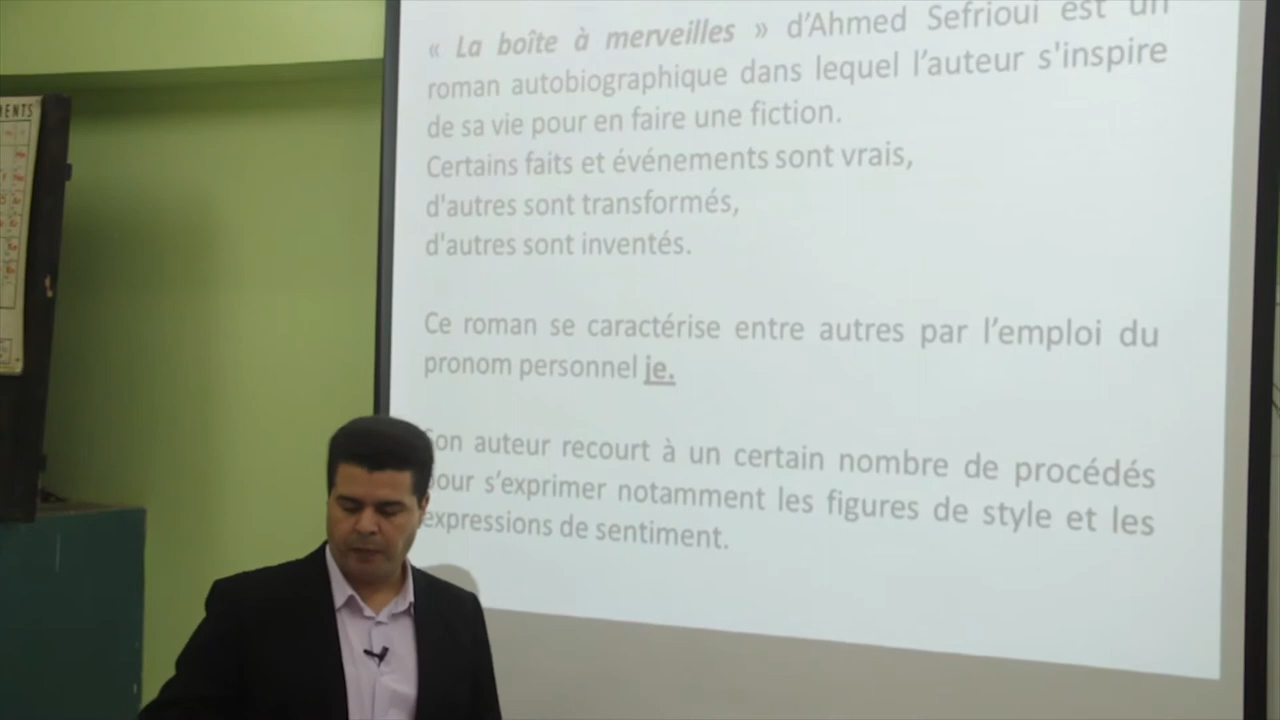 « La boîte à merveilles » d’Ahmed Sefrioui est un
roman autobiographique dans lequel l’auteur s'inspire
de sa vie pour en faire une fiction.
Certains faits et événements sont vrais,
d'autres sont transformés,
d'autres sont inventés.
Ce roman se caractérise entre autres par l’emploi du
pronom personnel je.
Son auteur recourt à un certain nombre de procédés
pour s’exprimer notamment les figures de style et les
expressions de sentiment.